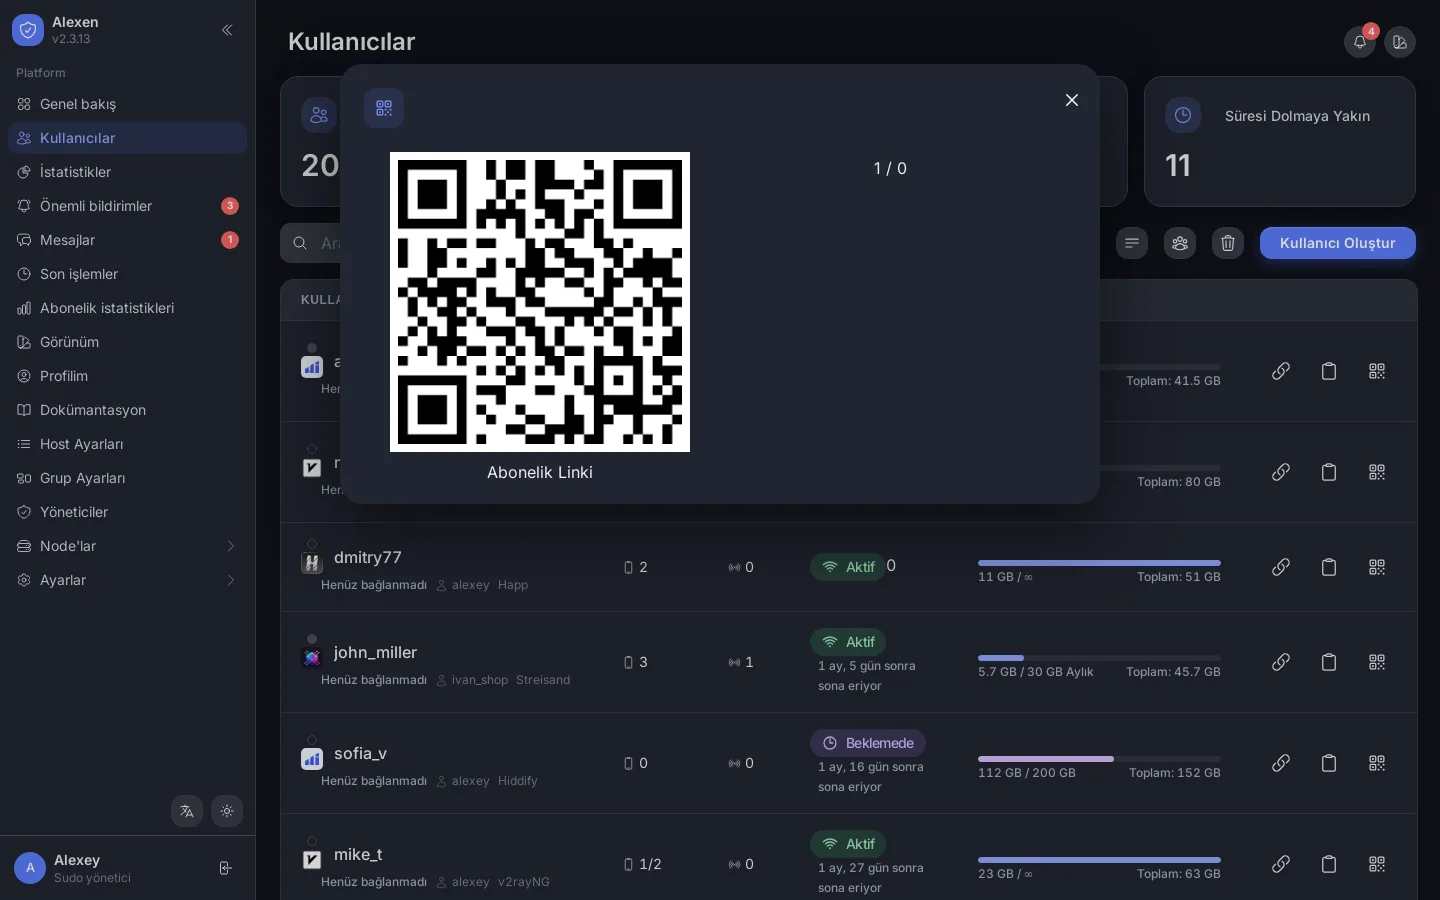 Alexen
v2.3.13
Platform
Genel bakış
Kullanıcılar
İstatistikler
Önemli bildirimler
3
Mesajlar
1
Son işlemler
Abonelik istatistikleri
Görünüm
Profilim
Dokümantasyon
Host Ayarları
Grup Ayarları
Yöneticiler
Node'lar
Ayarlar
A
Alexey
Sudo yönetici
Kullanıcılar
4
20
Süresi Dolmaya Yakın
11
1 / 0
Abonelik Linki
Kullanıcı Oluştur
Toplam: 41.5 GB
Toplam: 80 GB
dmitry77
Henüz bağlanmadı alexey Happ
2
0
Aktif 0
11 GB / ∞
Toplam: 51 GB
john_miller
Henüz bağlanmadı ivan_shop Streisand
3
1
Aktif
1 ay, 5 gün sonra
sona eriyor
5.7 GB / 30 GB Aylık
Toplam: 45.7 GB
sofia_v
Henüz bağlanmadı alexey Hiddify
0
0
Beklemede
1 ay, 16 gün sonra
sona eriyor
112 GB / 200 GB
Toplam: 152 GB
mike_t
Henüz bağlanmadı alexey v2rayNG
1/2
0
Aktif
1 ay, 27 gün sonra
sona eriyor
23 GB / ∞
Toplam: 63 GB